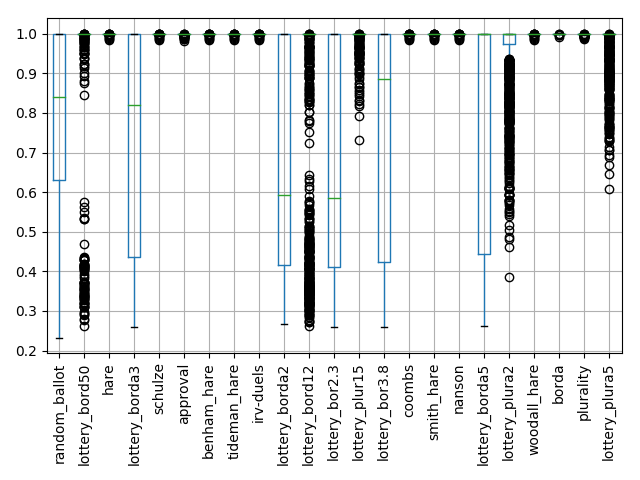 1.0
0.9
0.8
0.7
0.6
0.5
0.4
0.3
0.2
random_ballot
lottery_bord50
hare
lottery_borda3
schulze
approval
benham_hare
tideman_hare
irv-duels
lottery_borda2
lottery_bord12
lottery_bor2.3
lottery_plur15
lottery_bor3.8
coombs
smith_hare
nanson
lottery_borda5
lottery_plura2
woodall_hare
borda
plurality
lottery_plura5